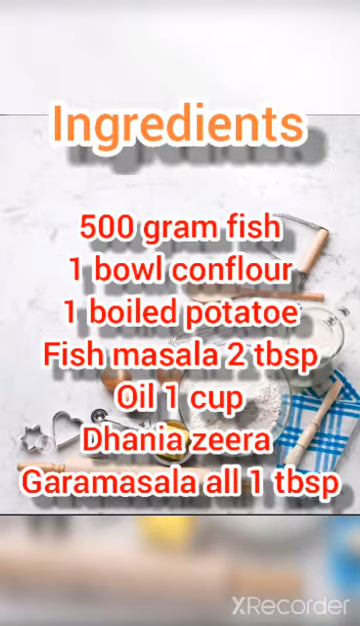 Ingredients
500 gram fish
1 bowl conflour
1 boiled potatoe
Fish masala 2 tbsp
Oil 1 cup
Dhania zeera
Garamasala all 1 tbsp
XRecorder